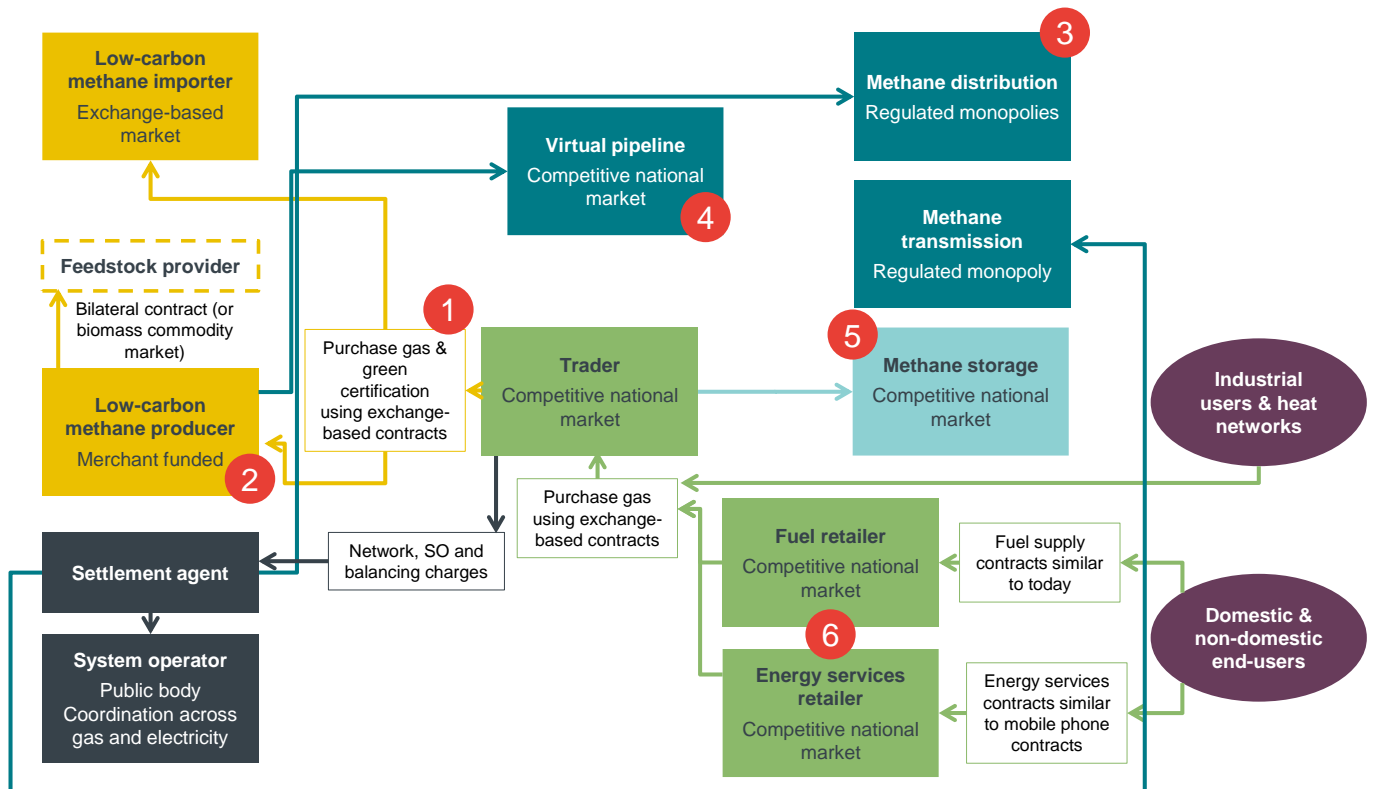 Low-carbon
methane importer
Exchange-based
market
3
Methane distribution
Regulated monopolies
Virtual pipeline
Competitive national
market
4
Methane
transmission
Regulated monopoly
Feedstock provider
Bilateral contract (or
biomass commodity
market)
1
Purchase gas &
green
certification
using exchange-
based contracts
Trader
Competitive national
market
5
Methane storage
Competitive national
market
Industrial
users & heat
networks
Low-carbon
methane producer
Merchant funded
2
Purchase gas
using exchange-
based contracts
Fuel retailer
Competitive national
market
Fuel supply
contracts similar
to today
Settlement agent
Network, SO and
balancing charges
Domestic &
non-domestic
end-users
6
System operator
Public body
Coordination across
gas and electricity
Energy services
retailer
Competitive national
market
Energy services
contracts similar
to mobile phone
contracts